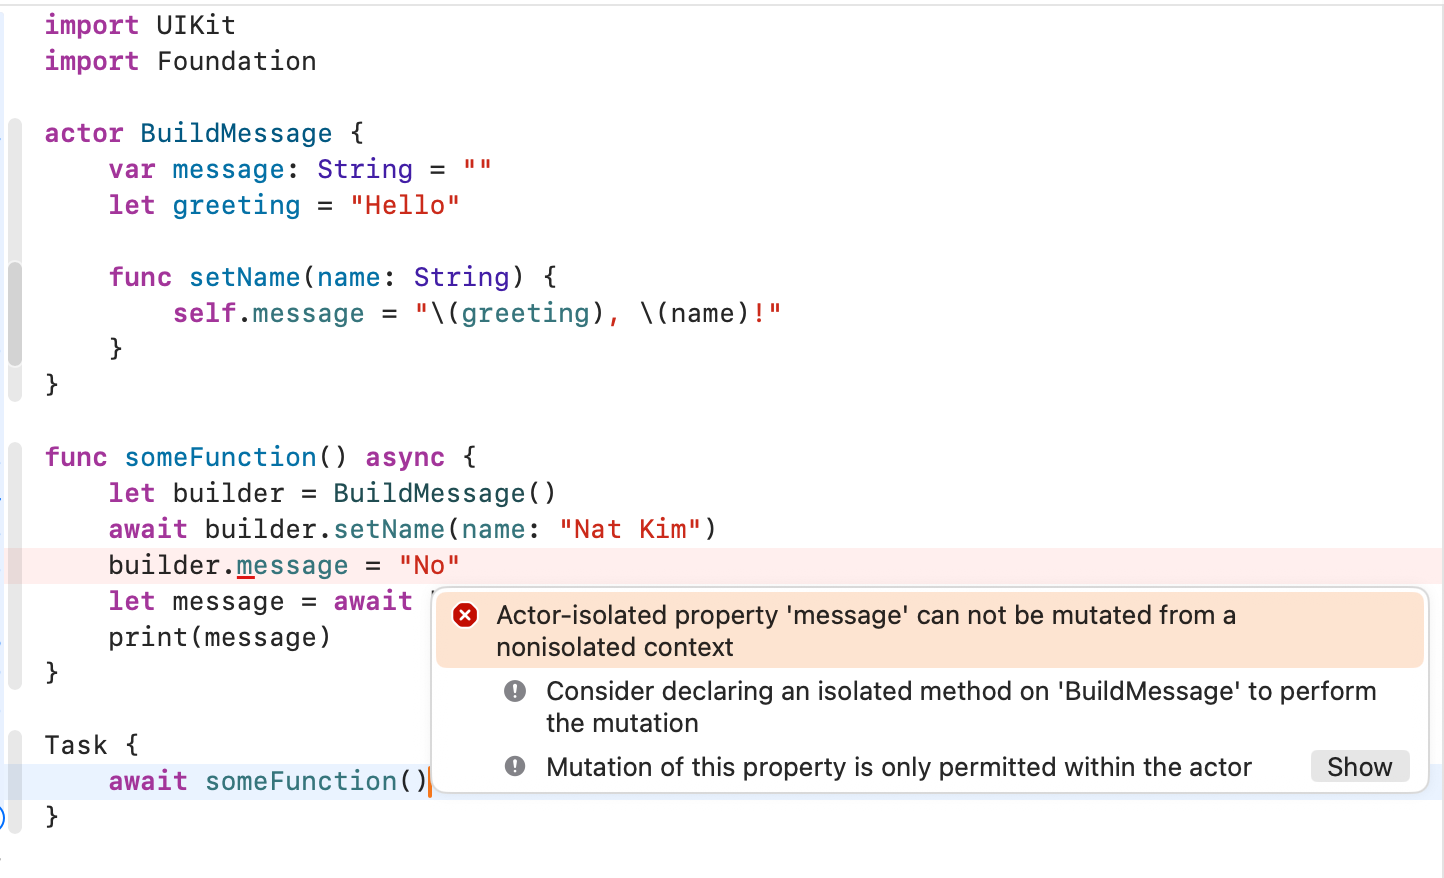 import UIKit
import Foundation
actor BuildMessage {
var message: String = ""
let greeting = "Hello"
func setName(name: String) {
self.message = "\(greeting), \(name)!"
}
}
func someFunction() async {
let builder = BuildMessage()
await builder.setName(name: "Nat Kim")
builder.message = "No"
let message = await
print(message)
}
Task {
await someFunction()
}
Actor-isolated property 'message' can not be mutated from a
nonisolated context
Consider declaring an isolated method on 'BuildMessage' to perform
the mutation
Mutation of this property is only permitted within the actor
Show